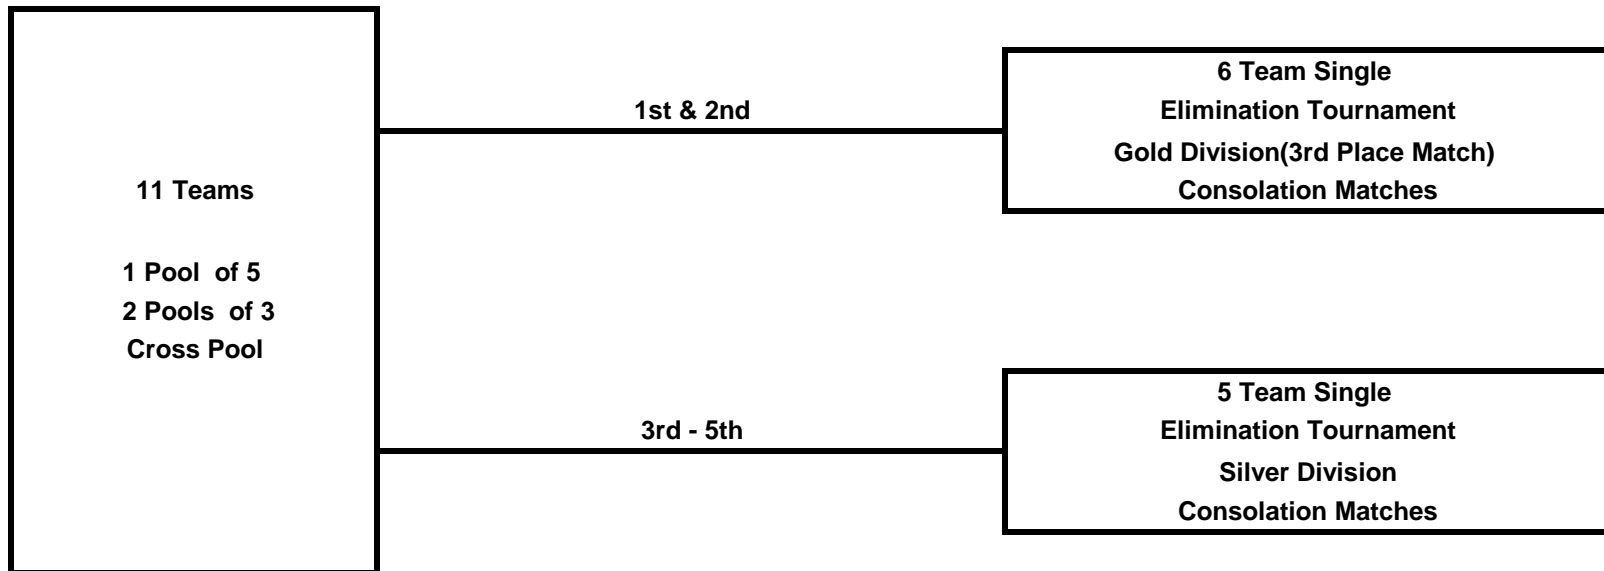 11 Teams
1 Pool of 5
2 Pools of 3
Cross Pool
1st & 2nd
6 Team Single
Elimination Tournament
Gold Division(3rd Place Match)
Consolation Matches
3rd - 5th
5 Team Single
Elimination Tournament
Silver Division
Consolation Matches